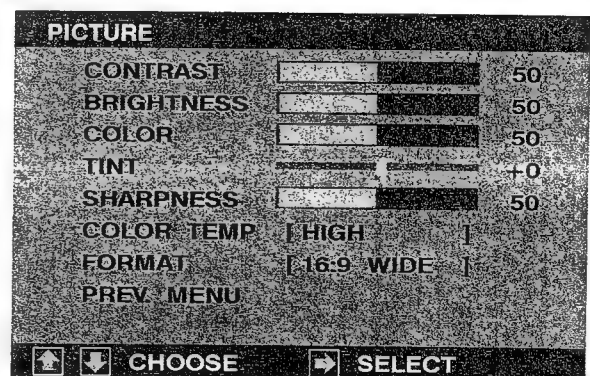 PICTURE
CONTRAST 50
BRIGHTNESS 50
COLOR 50
TINT +0
SHARPNESS 50
COLOR TEMP [ HIGH ]
FORMAT [ 16:9 WIDE ]
PREV. MENU
CHOOSE SELECT